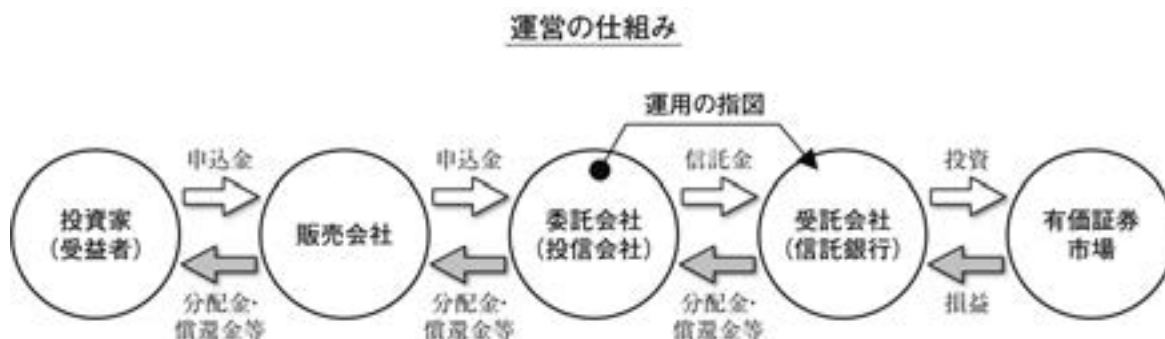 運営の仕組み
運用の指図
申込金
申込金
信託金
投資
投資家
(受益者)
販売会社
委託会社
(投信会社)
受託会社
(信託銀行)
有価証券
市場
分配金・
償還金等
分配金・
償還金等
分配金・
償還金等
損益